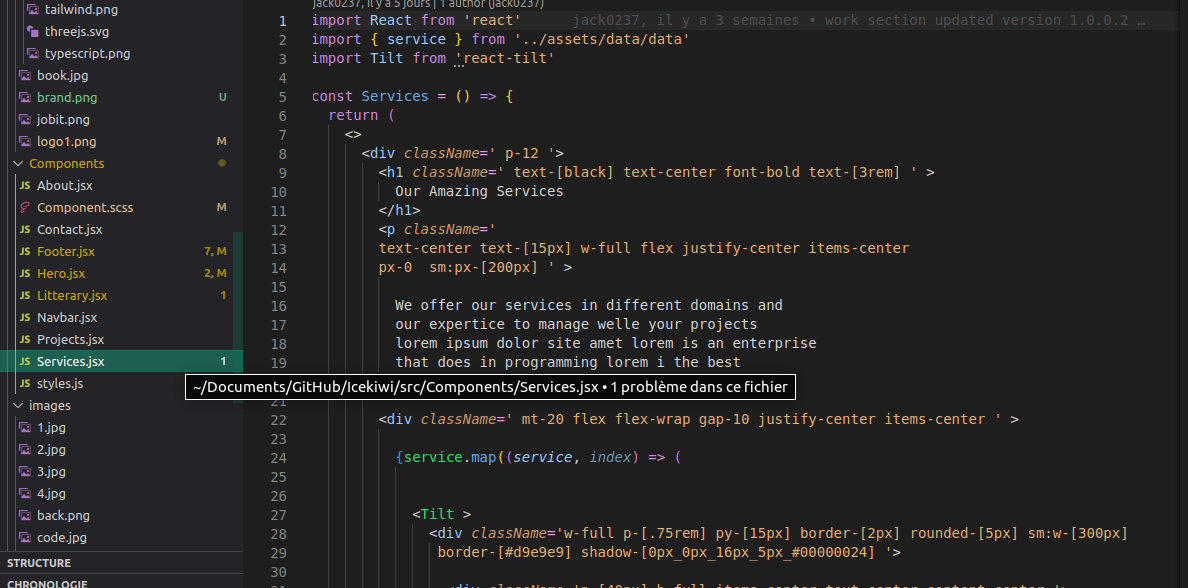 tailwind.png
threejs.svg
typescript.png
book.jpg
brand.png U
jobit.png
logo1.png M
Components
JS About.jsx
Component.scss M
JS Contact.jsx
JS Footer.jsx 7, M
JS Hero.jsx 2, M
JS Litterary.jsx 1
JS Navbar.jsx
JS Projects.jsx
JS Services.jsx 1
JS styles.js
images
1.jpg
2.jpg
3.jpg
4.jpg
back.png
code.jpg
STRUCTURE
CHRONOLOGIE
jack0237, il y a 5 jours | 1 author (jack0237)
1 import React from 'react' jack0237, il y a 3 semaines • work section updated version 1.0.0.2 …
2 import { service } from '../assets/data/data'
3 import Tilt from 'react-tilt'
4
5 const Services = () => {
6 return (
7 <>
8 <div className=' p-12 '>
9 <h1 className=' text-[black] text-center font-bold text-[3rem] ' >
10 Our Amazing Services
11 </h1>
12 <p className='
13 text-center text-[15px] w-full flex justify-center items-center
14 px-0 sm:px-[200px] ' >
15
16 We offer our services in different domains and
17 our expertice to manage welle your projects
18 lorem ipsum dolor site amet lorem is an enterprise
19 that does in programming lorem i the best
~/Documents/GitHub/Icekiwi/src/Components/Services.jsx • 1 problème dans ce fichier
21
22 <div className=' mt-20 flex flex-wrap gap-10 justify-center items-center ' >
23
24 {service.map((service, index) => (
25
26
27 <Tilt >
28 <div className='w-full p-[.75rem] py-[15px] border-[2px] rounded-[5px] sm:w-[300px]
29 border-[#d9e9e9] shadow-[0px_0px_16px_5px_#00000024] '>
30